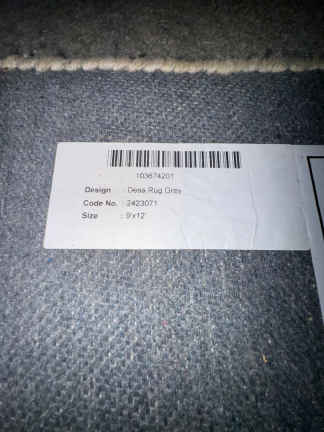 103674201
Design : Desa Rug Grey
Code No. : 2423071
Size : 9'x12'